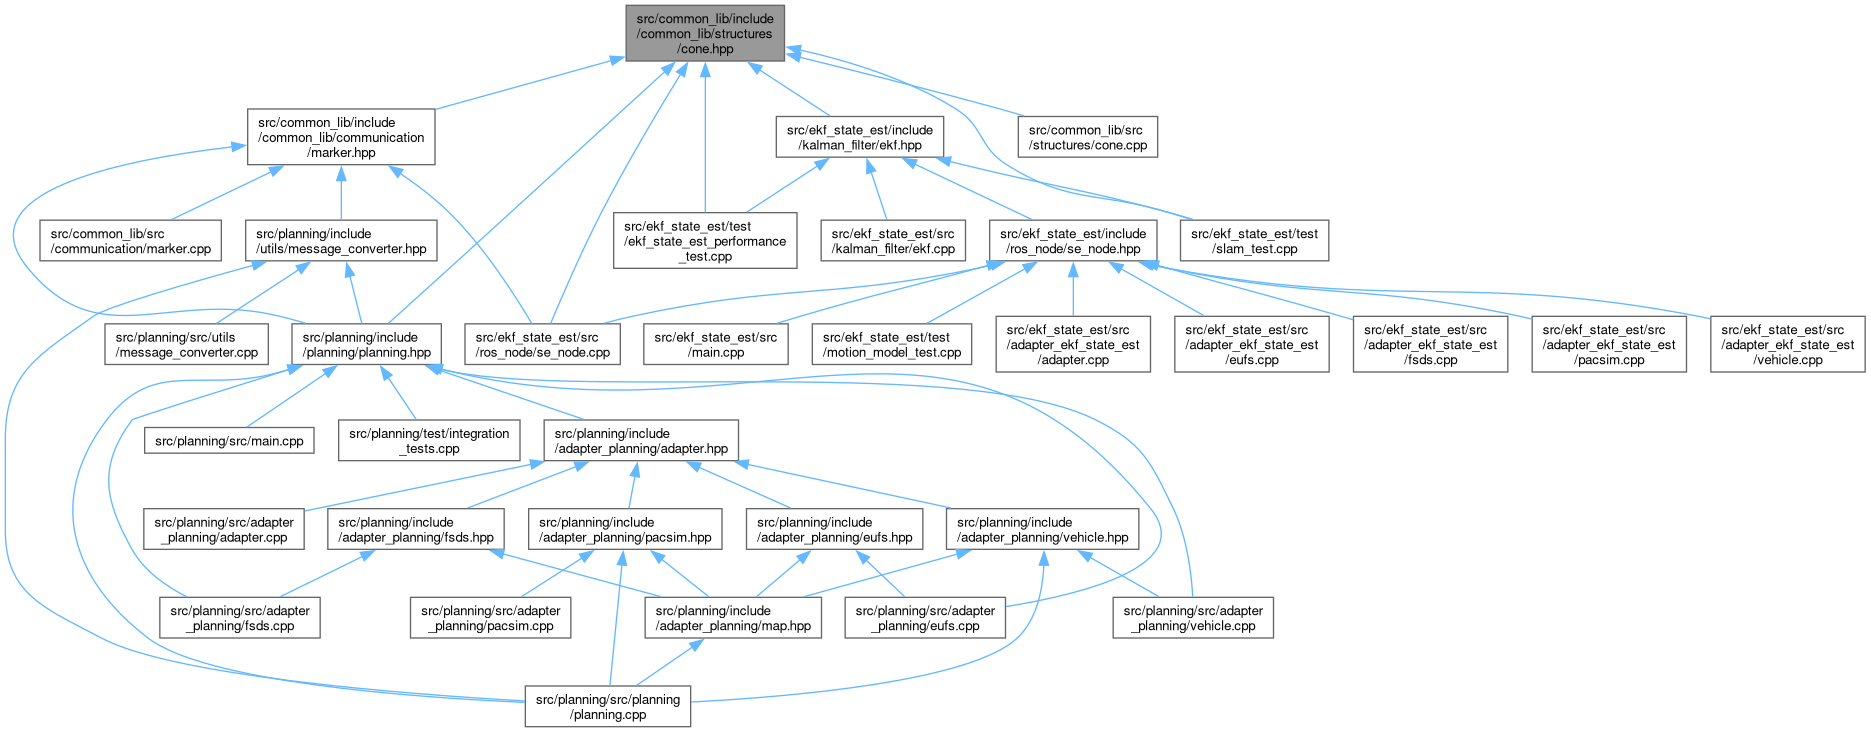 src/common_lib/include
/common_lib/structures
/cone.hpp
src/common_lib/include
/common_lib/communication
/marker.hpp
src/ekf_state_est/include
/kalman_filter/ekf.hpp
src/common_lib/src
/structures/cone.cpp
src/common_lib/src
/communication/marker.cpp
src/planning/include
/utils/message_converter.hpp
src/ekf_state_est/test
/ekf_state_est_performance
_test.cpp
src/ekf_state_est/src
/kalman_filter/ekf.cpp
src/ekf_state_est/include
/ros_node/se_node.hpp
src/ekf_state_est/test
/slam_test.cpp
src/planning/src/utils
/message_converter.cpp
src/planning/include
/planning/planning.hpp
src/ekf_state_est/src
/ros_node/se_node.cpp
src/ekf_state_est/src
/main.cpp
src/ekf_state_est/test
/motion_model_test.cpp
src/ekf_state_est/src
/adapter_ekf_state_est
/adapter.cpp
src/ekf_state_est/src
/adapter_ekf_state_est
/eufs.cpp
src/ekf_state_est/src
/adapter_ekf_state_est
/fsds.cpp
src/ekf_state_est/src
/adapter_ekf_state_est
/pacsim.cpp
src/ekf_state_est/src
/adapter_ekf_state_est
/vehicle.cpp
src/planning/src/main.cpp
src/planning/test/integration
_tests.cpp
src/planning/include
/adapter_planning/adapter.hpp
src/planning/src/adapter
_planning/adapter.cpp
src/planning/include
/adapter_planning/fsds.hpp
src/planning/include
/adapter_planning/pacsim.hpp
src/planning/include
/adapter_planning/eufs.hpp
src/planning/include
/adapter_planning/vehicle.hpp
src/planning/src/adapter
_planning/fsds.cpp
src/planning/src/adapter
_planning/pacsim.cpp
src/planning/include
/adapter_planning/map.hpp
src/planning/src/adapter
_planning/eufs.cpp
src/planning/src/adapter
_planning/vehicle.cpp
src/planning/src/planning
/planning.cpp